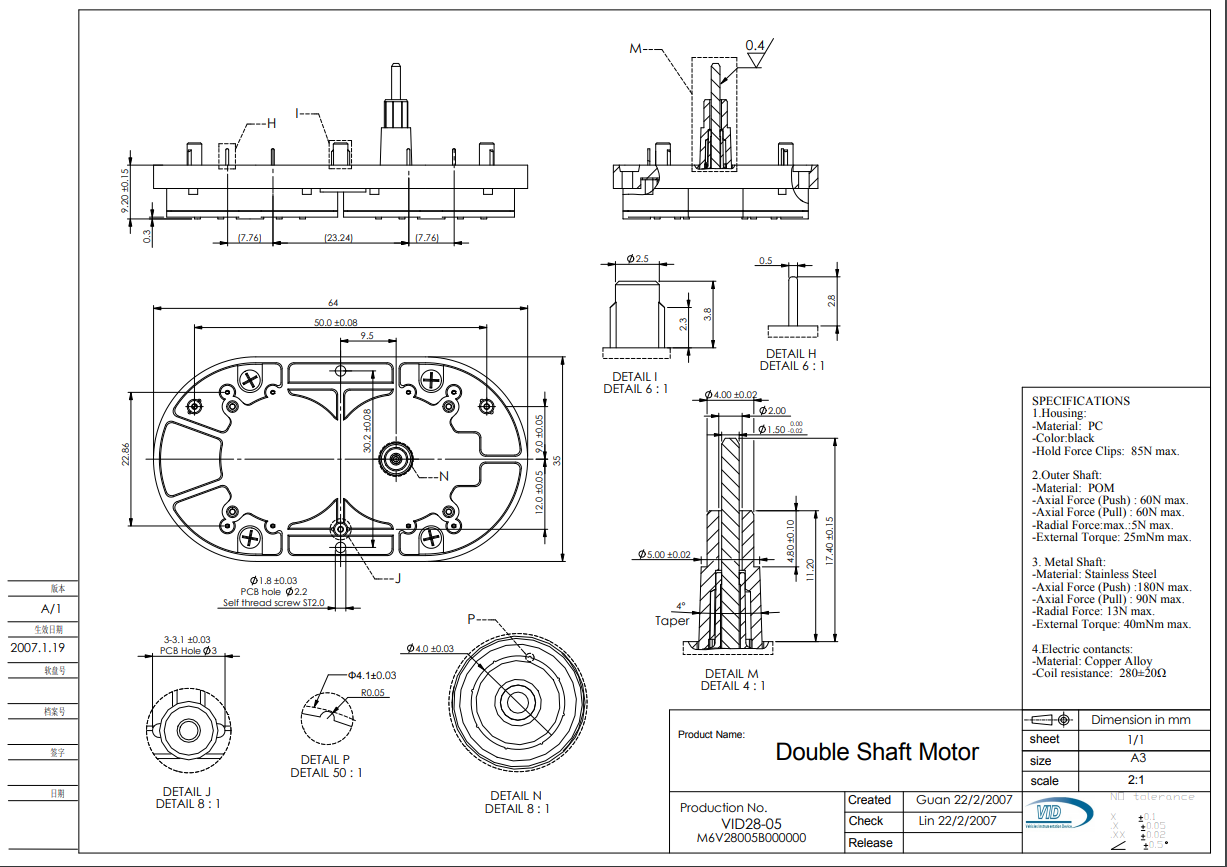 M
0.4
H
I
9.20 ±0.15
0.3
(7.76)
(23.24)
(7.76)
Φ2.5
3.8
2.3
DETAIL I
DETAIL 6 : 1
0.5
2.8
DETAIL H
DETAIL 6 : 1
64
50.0 ±0.08
9.5
22.86
30.2 ±0.08
9.0 ±0.05
12.0 ±0.05
35
N
J
Φ1.8 ±0.03
PCB hole Φ2.2
Self thread screw ST2.0
Φ4.00 ±0.02
Φ2.00
Φ1.50 0.00 -0.02
Φ5.00 ±0.02
4.80 ±0.10
11.20
17.40 ±0.15
4°
Taper
DETAIL M
DETAIL 4 : 1
SPECIFICATIONS
1.Housing:
-Material: PC
-Color:black
-Hold Force Clips: 85N max.
2.Outer Shaft:
-Material: POM
-Axial Force (Push) : 60N max.
-Axial Force (Pull) : 60N max.
-Radial Force:max.:5N max.
-External Torque: 25mNm max.
3. Metal Shaft:
-Material: Stainless Steel
-Axial Force (Push) :180N max.
-Axial Force (Pull) : 90N max.
-Radial Force: 13N max.
-External Torque: 40mNm max.
4.Electric contancts:
-Material: Copper Alloy
-Coil resistance: 280±20Ω
版本
A/1
生效日期
2007.1.19
软盘号
档案号
签字
日期
3-3.1 ±0.03
PCB Hole Φ3
DETAIL J
DETAIL 8 : 1
Φ4.1±0.03
R0.05
DETAIL P
DETAIL 50 : 1
P
Φ4.0 ±0.03
DETAIL N
DETAIL 8 : 1
Product Name:
Double Shaft Motor
Dimension in mm
sheet 1/1
size A3
scale 2:1
Production No.
VID28-05
M6V28005B000000
Created Guan 22/2/2007
Check Lin 22/2/2007
Release
VID
NO tolerance
X ±0.1
.X ±0.05
.XX ±0.02
±0.5°